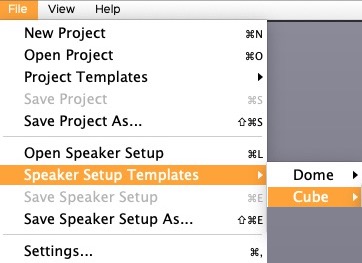 File View Help
New Project ⌘N
Open Project ⌘O
Project Templates
Save Project ⌘S
Save Project As... ⇧⌘S
Open Speaker Setup ⌘L
Speaker Setup Templates
Dome
Save Speaker Setup ⌘E
Cube
Save Speaker Setup As... ⇧⌘E
Settings... ⌘,